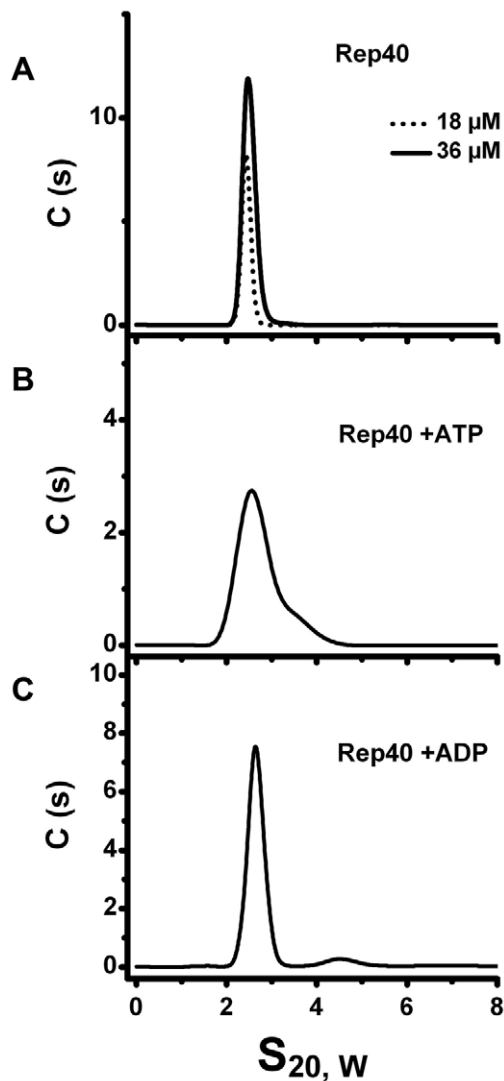 A
Rep40
18 μM
36 μM
C (s)
10
0
B
Rep40 +ATP
C (s)
4
2
0
C
Rep40 +ADP
C (s)
10
8
6
4
2
0
0 2 4 6 8
S20, W